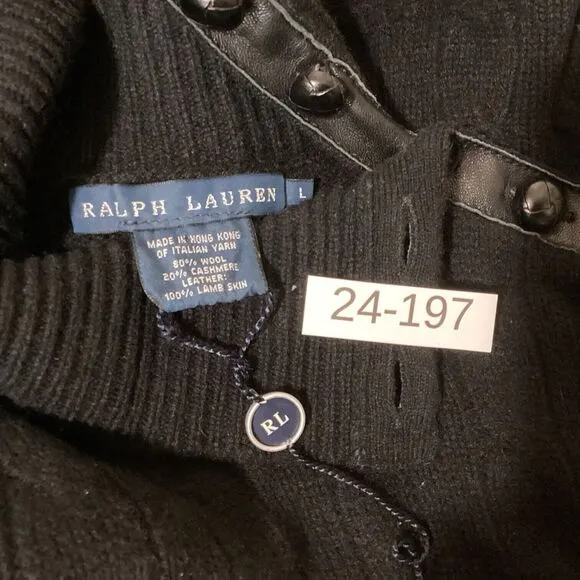 RALPH LAUREN
L
MADE IN HONG KONG
OF ITALIAN YARN
80% WOOL
20% CASHMERE
LEATHER:
100% LAMB SKIN
24-197
RL